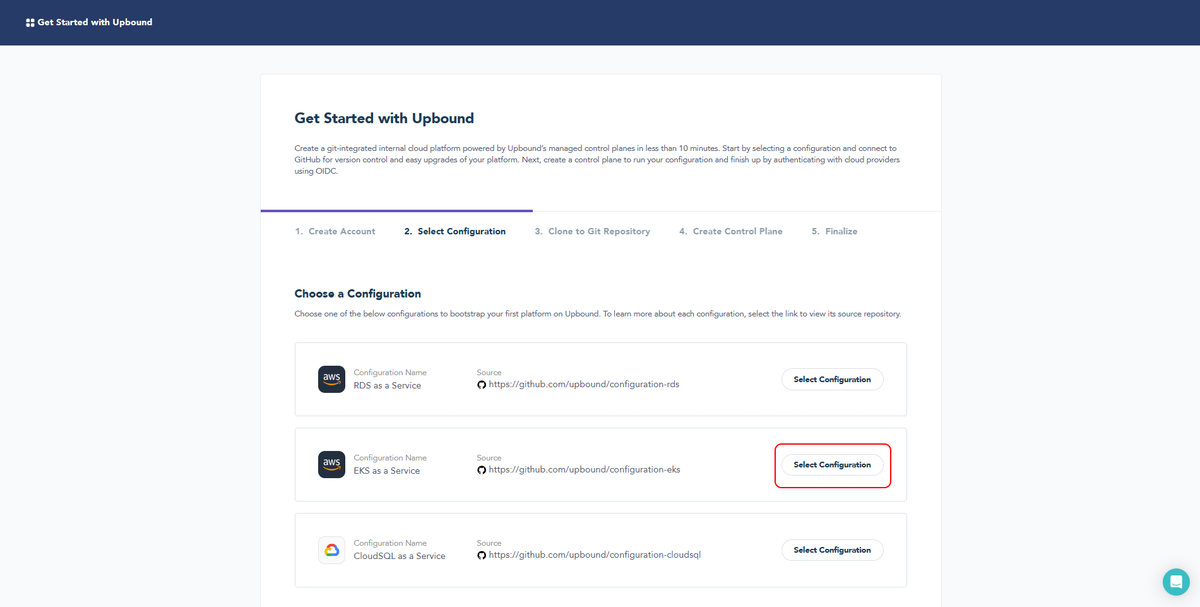 Get Started with Upbound
Get Started with Upbound
Create a git-integrated internal cloud platform powered by Upbound's managed control planes in less than 10 minutes. Start by selecting a configuration and connect to
GitHub for version control and easy upgrades of your platform. Next, create a control plane to run your configuration and finish up by authenticating with cloud providers
using OIDC.
1. Create Account
2. Select Configuration
3. Clone to Git Repository
4. Create Control Plane
5. Finalize
Choose a Configuration
Choose one of the below configurations to bootstrap your first platform on Upbound. To learn more about each configuration, select the link to view its source repository.
aws
Configuration Name
RDS as a Service
Source
https://github.com/upbound/configuration-rds
Select Configuration
aws
Configuration Name
EKS as a Service
Source
https://github.com/upbound/configuration-eks
Select Configuration
Configuration Name
CloudSQL as a Service
Source
https://github.com/upbound/configuration-cloudsql
Select Configuration